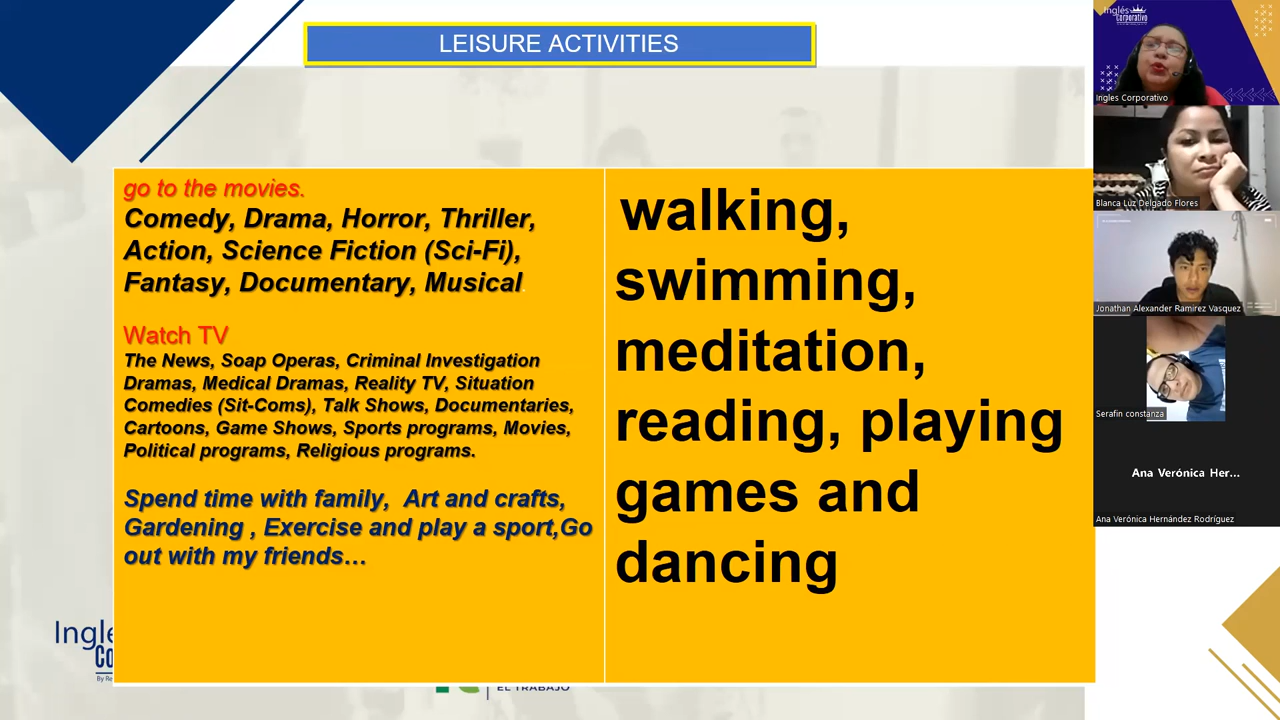 LEISURE ACTIVITIES
go to the movies.
Comedy, Drama, Horror, Thriller,
Action, Science Fiction (Sci-Fi),
Fantasy, Documentary, Musical.
Watch TV
The News, Soap Operas, Criminal Investigation
Dramas, Medical Dramas, Reality TV, Situation
Comedies (Sit-Coms), Talk Shows, Documentaries,
Cartoons, Game Shows, Sports programs, Movies,
Political programs, Religious programs.
Spend time with family, Art and crafts,
Gardening , Exercise and play a sport,Go
out with my friends…
walking,
swimming,
meditation,
reading, playing
games and
dancing
Inglés
Corporativo
Ingles Corporativo
Blanca Luz Delgado Flores
Jonathan Alexander Ramirez Vasquez
Serafin constanza
Ana Verónica Her...
Ana Verónica Hernández Rodríguez
EL TRABAJO